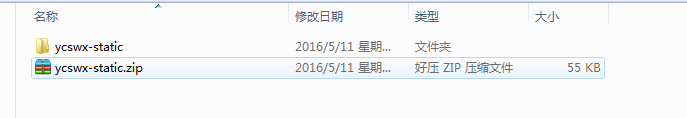 名称 修改日期 类型 大小
ycswx-static 2016/5/11 星期... 文件夹
ycswx-static.zip 2016/5/11 星期... 好压 ZIP 压缩文件 55 KB